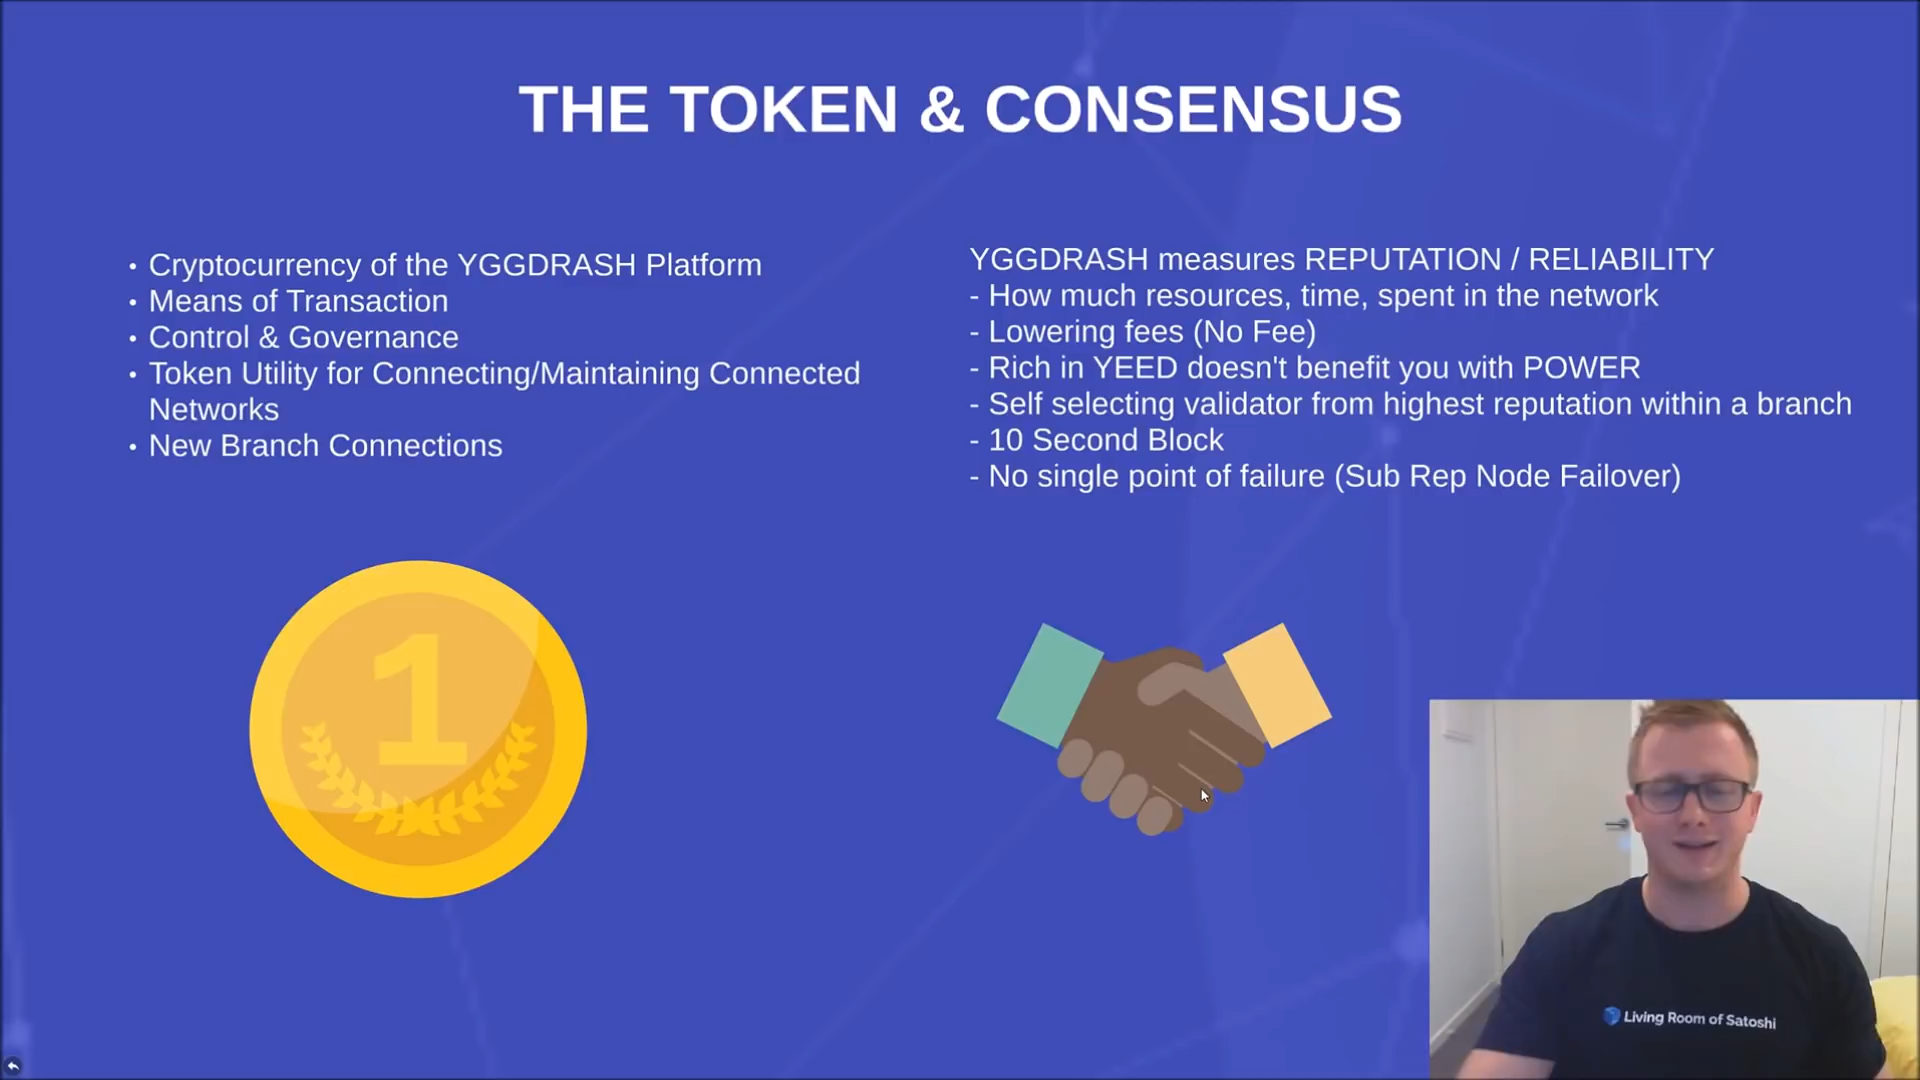 THE TOKEN & CONSENSUS
• Cryptocurrency of the YGGDRASH Platform
• Means of Transaction
• Control & Governance
• Token Utility for Connecting/Maintaining Connected
Networks
• New Branch Connections
YGGDRASH measures REPUTATION / RELIABILITY
- How much resources, time, spent in the network
- Lowering fees (No Fee)
- Rich in YEED doesn't benefit you with POWER
- Self selecting validator from highest reputation within a branch
- 10 Second Block
- No single point of failure (Sub Rep Node Failover)
1
Living Room of Satoshi